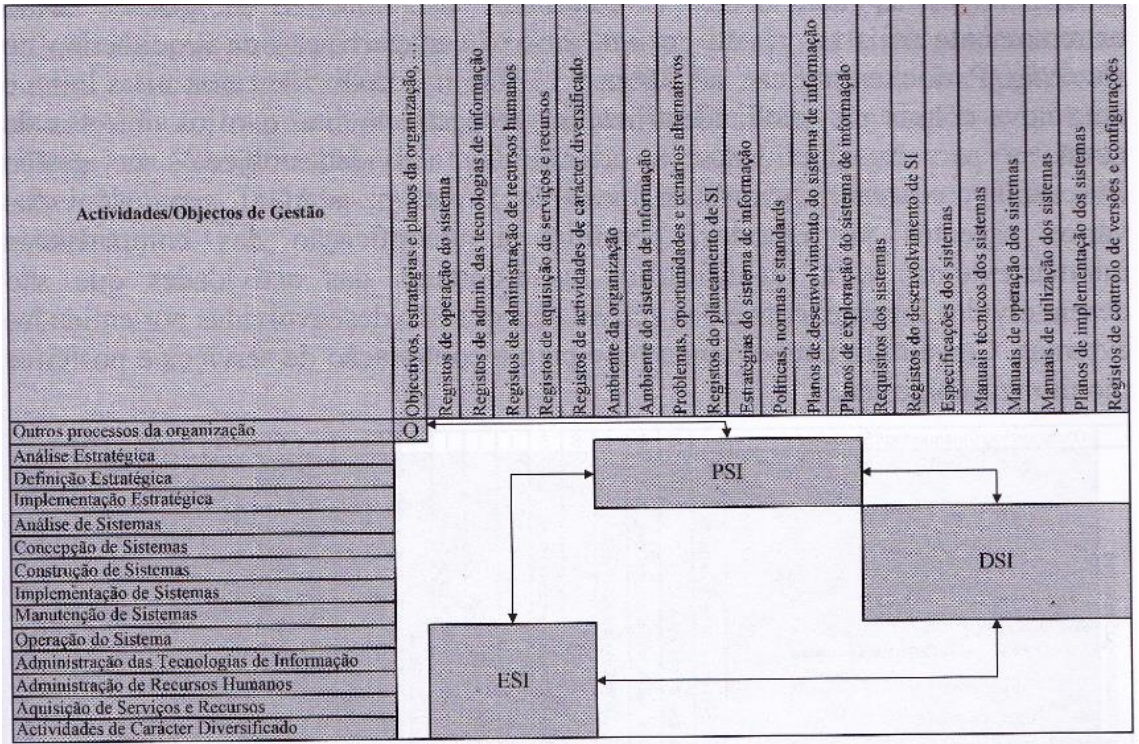 Actividades/Objectos de Gestão
Objectivos, estratégias e planos da organização, ...
Registos de operação do sistema
Registos de admin. das tecnologias de informação
Registos de administração de recursos humanos
Registos de aquisição de serviços e recursos
Registos de actividades de carácter diversificado
Ambiente da organização
Ambiente do sistema de informação
Problemas, oportunidades e cenários alternativos
Registos do planeamento de SI
Estratégias do sistema de informação
Políticas, normas e standards
Planos de desenvolvimento do sistema de informação
Planos de exploração do sistema de informação
Requisitos dos sistemas
Registos do desenvolvimento de SI
Especificações dos sistemas
Manuais técnicos dos sistemas
Manuais de operação dos sistemas
Manuais de utilização dos sistemas
Planos de implementação dos sistemas
Registos de controlo de versões e configurações
Outros processos da organização
O
Análise Estratégica
Definição Estratégica
Implementação Estratégica
Análise de Sistemas
Concepção de Sistemas
Construção de Sistemas
Implementação de Sistemas
Manutenção de Sistemas
Operação do Sistema
Administração das Tecnologias de Informação
Administração de Recursos Humanos
Aquisição de Serviços e Recursos
Actividades de Carácter Diversificado
PSI
DSI
ESI